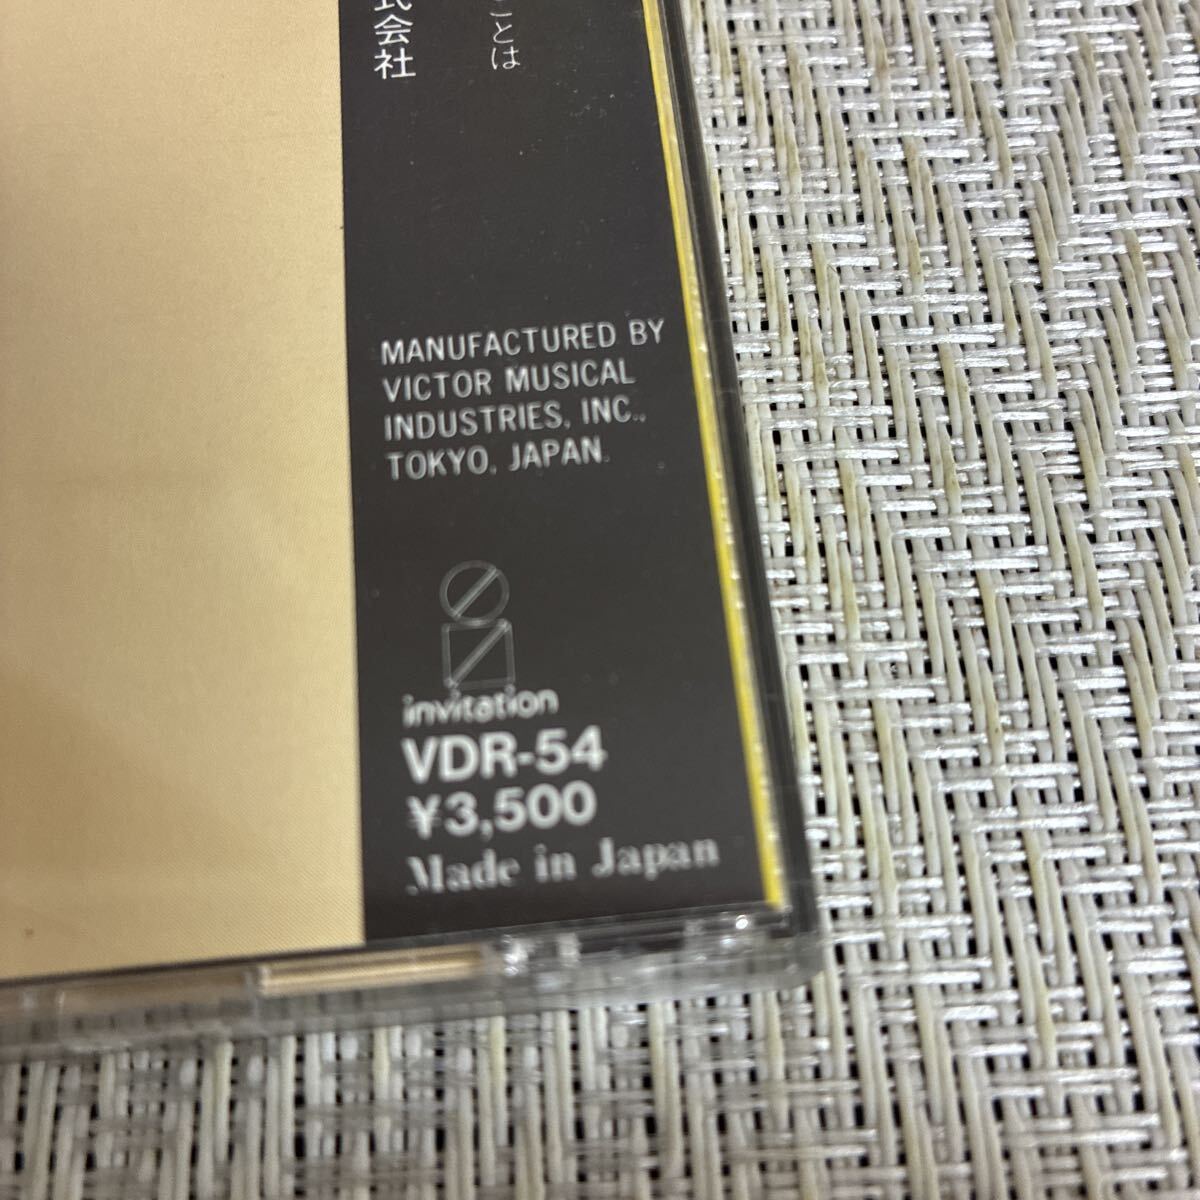 ことは
式会社
MANUFACTURED BY
VICTOR MUSICAL
INDUSTRIES, INC.,
TOKYO, JAPAN.
invitation
VDR-54
¥3,500
Made in Japan